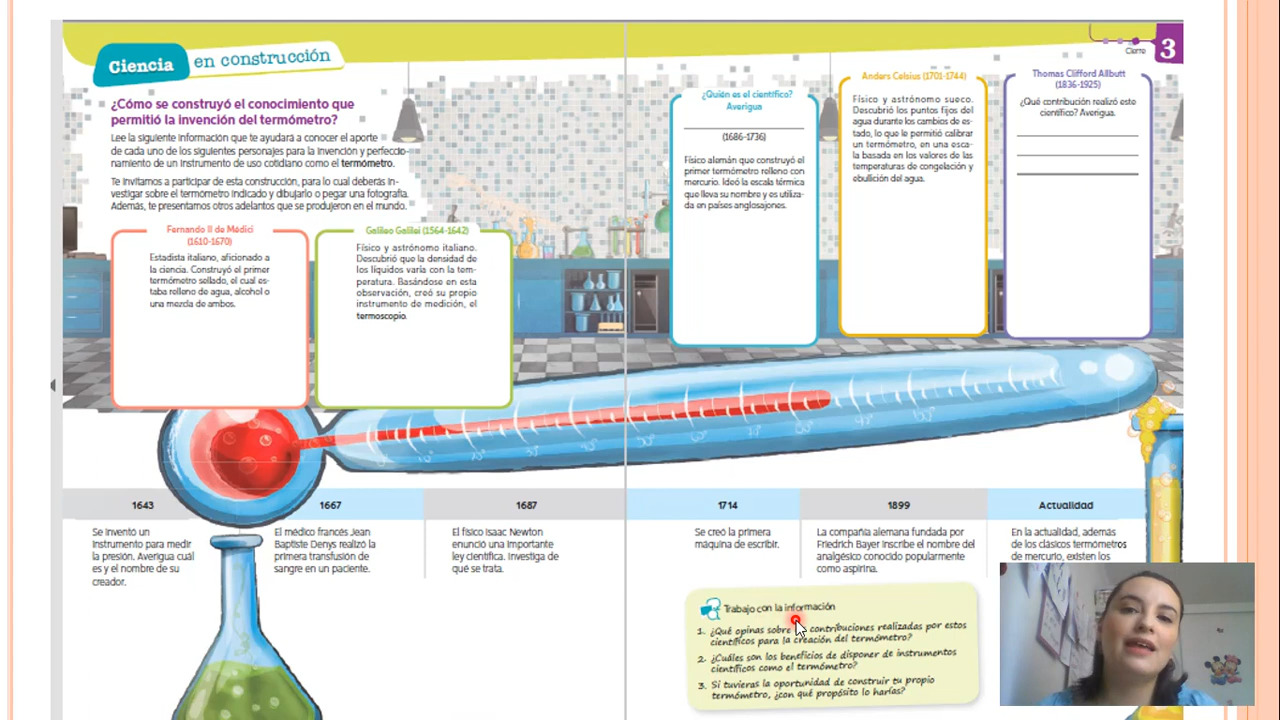 Ciencia en construcción
Cierre
3
¿Cómo se construyó el conocimiento que
permitió la invención del termómetro?
Lee la siguiente información que te ayudará a conocer el aporte
de cada uno de los siguientes personajes para la invención y perfeccio-
namiento de un instrumento de uso cotidiano como el termómetro.
Te invitamos a participar de esta construcción, para lo cual deberás in-
vestigar sobre el termómetro indicado y dibujarlo o pegar una fotografía.
Además, te presentamos otros adelantos que se produjeron en el mundo.
Fernando II de Médici
(1610-1670)
Estadista italiano, aficionado a
la ciencia. Construyó el primer
termómetro sellado, el cual es-
taba relleno de agua, alcohol o
una mezcla de ambos.
Galileo Galilei (1564-1642)
Físico y astrónomo italiano.
Descubrió que la densidad de
los líquidos varía con la tem-
peratura. Basándose en esta
observación, creó su propio
instrumento de medición, el
termoscopio.
¿Quién es el científico?
Averigua
(1686-1736)
Físico alemán que construyó el
primer termómetro relleno con
mercurio. Ideó la escala térmica
que lleva su nombre y es utiliza-
da en países anglosajones.
Anders Celsius (1701-1744)
Físico y astrónomo sueco.
Descubrió los puntos fijos del
agua durante los cambios de es-
tado, lo que le permitió calibrar
un termómetro, en una esca-
la basada en los valores de las
temperaturas de congelación y
ebullición del agua.
Thomas Clifford Allbutt
(1836-1925)
¿Qué contribución realizó este
científico? Averigua.
1643
Se inventó un
instrumento para medir
la presión. Averigua cuál
es y el nombre de su
creador.
1667
El médico francés Jean
Baptiste Denys realizó la
primera transfusión de
sangre en un paciente.
1687
El físico Isaac Newton
enunció una importante
ley científica. Investiga de
qué se trata.
1714
Se creó la primera
máquina de escribir.
1899
La compañía alemana fundada por
Friedrich Bayer inscribe el nombre del
analgésico conocido popularmente
como aspirina.
Actualidad
En la actualidad, además
de los clásicos termómetros
de mercurio, existen los
Trabajo con la información
1. ¿Qué opinas sobre contribuciones realizadas por estos
científicos para la creación del termómetro?
2. ¿Cuáles son los beneficios de disponer de instrumentos
científicos como el termómetro?
3. Si tuvieras la oportunidad de construir tu propio
termómetro, ¿con qué propósito lo harías?